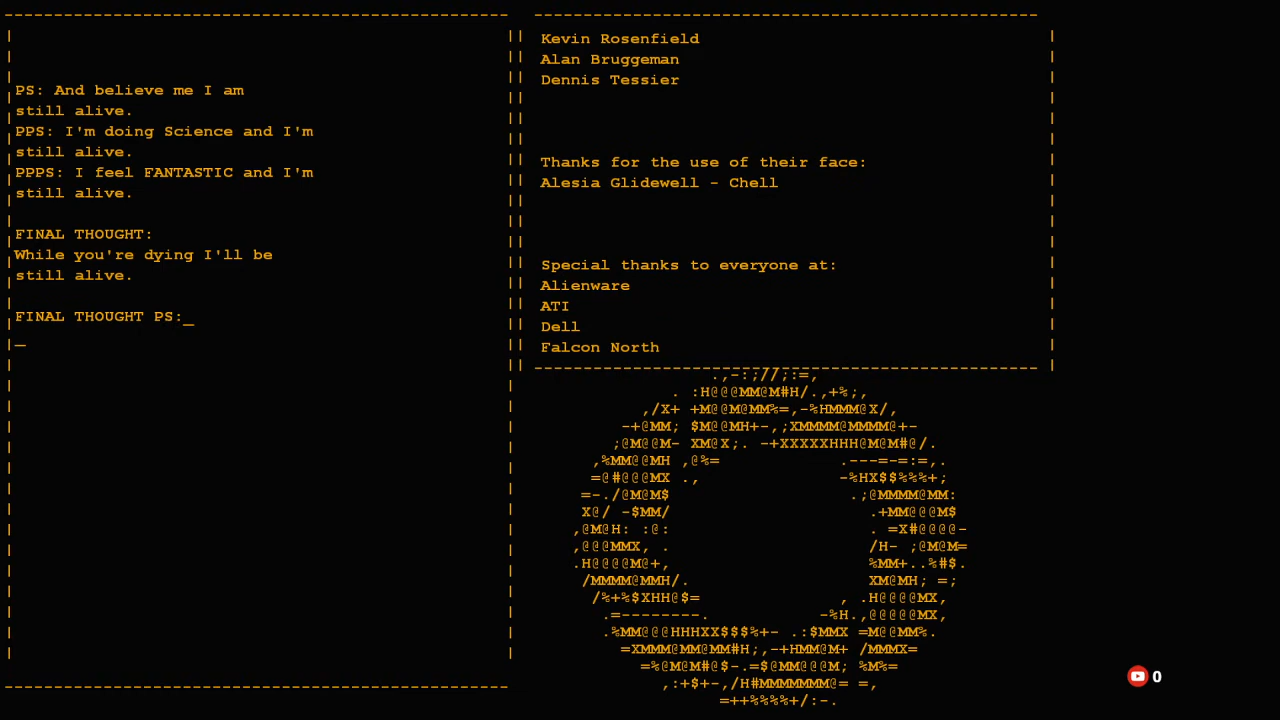 PS: And believe me I am
still alive.
PPS: I'm doing Science and I'm
still alive.
PPPS: I feel FANTASTIC and I'm
still alive.
FINAL THOUGHT:
While you're dying I'll be
still alive.
FINAL THOUGHT PS:_
_
Kevin Rosenfield
Alan Bruggeman
Dennis Tessier
Thanks for the use of their face:
Alesia Glidewell - Chell
Special thanks to everyone at:
Alienware
ATI
Dell
Falcon North
0